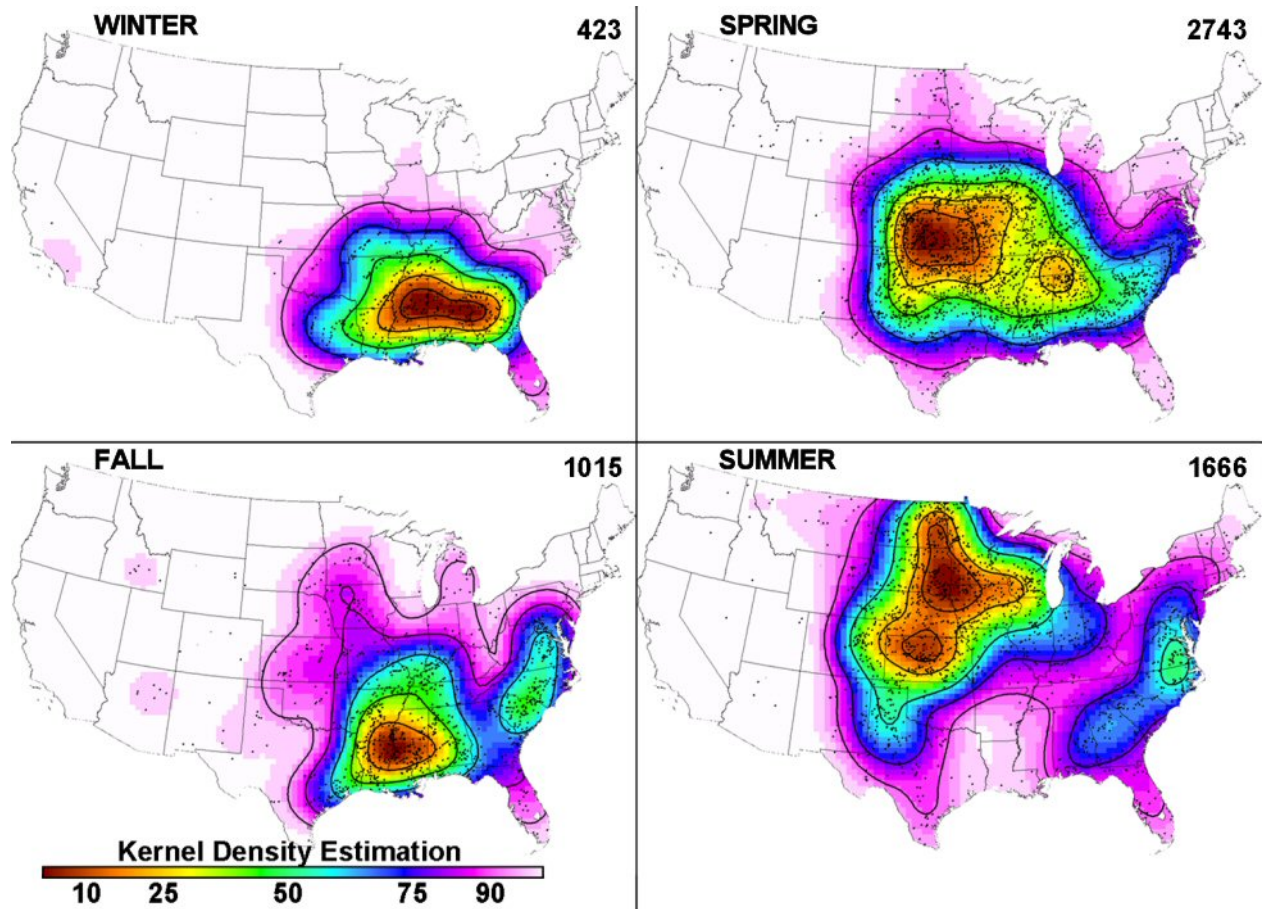 WINTER 423
SPRING 2743
FALL 1015
SUMMER 1666
Kernel Density Estimation
10 25 50 75 90